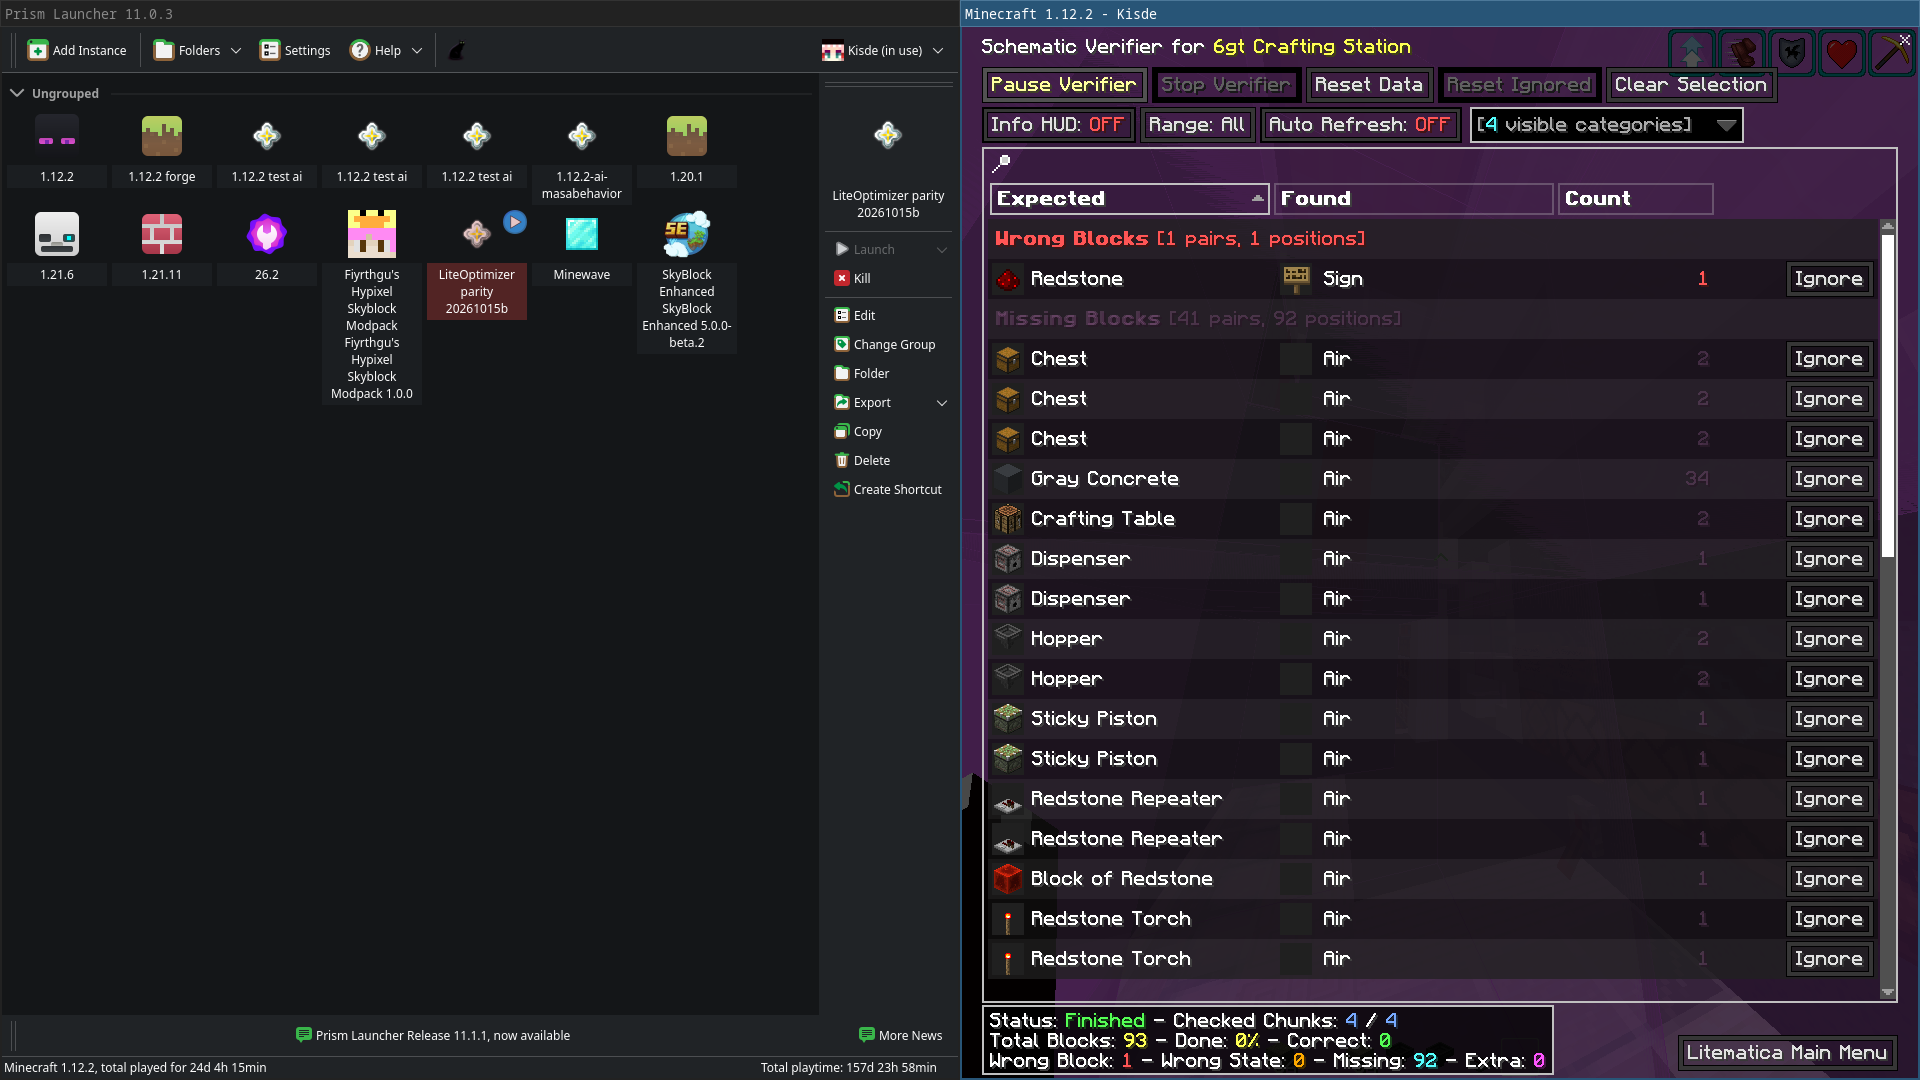 Prism Launcher 11.0.3
Add Instance
Folders
Settings
Help
Kisde (in use)
Ungrouped
1.12.2
1.12.2 forge
1.12.2 test ai
1.12.2 test ai
1.12.2 test ai
1.12.2-ai-
masabehavior
1.20.1
1.21.6
1.21.11
26.2
Fiyrthgu's
Hypixel
Skyblock
Modpack
Fiyrthgu's
Hypixel
Skyblock
Modpack 1.0.0
LiteOptimizer
parity
20261015b
Minewave
SkyBlock
Enhanced
SkyBlock
Enhanced 5.0.0-
beta.2
LiteOptimizer parity
20261015b
Launch
Kill
Edit
Change Group
Folder
Export
Copy
Delete
Create Shortcut
Prism Launcher Release 11.1.1, now available
More News
Minecraft 1.12.2, total played for 24d 4h 15min
Total playtime: 157d 23h 58min
Minecraft 1.12.2 - Kisde
Schematic Verifier for 6gt Crafting Station
Pause Verifier
Stop Verifier
Reset Data
Reset Ignored
Clear Selection
Info HUD: OFF
Range: All
Auto Refresh: OFF
[4 visible categories]
Expected
Found
Count
Wrong Blocks [1 pairs, 1 positions]
Redstone Sign 1 Ignore
Missing Blocks [41 pairs, 92 positions]
Chest Air 2 Ignore
Chest Air 2 Ignore
Chest Air 2 Ignore
Gray Concrete Air 34 Ignore
Crafting Table Air 2 Ignore
Dispenser Air 1 Ignore
Dispenser Air 1 Ignore
Hopper Air 2 Ignore
Hopper Air 2 Ignore
Sticky Piston Air 1 Ignore
Sticky Piston Air 1 Ignore
Redstone Repeater Air 1 Ignore
Redstone Repeater Air 1 Ignore
Block of Redstone Air 1 Ignore
Redstone Torch Air 1 Ignore
Redstone Torch Air 1 Ignore
Status: Finished - Checked Chunks: 4 / 4
Total Blocks: 93 - Done: 0% - Correct: 0
Wrong Block: 1 - Wrong State: 0 - Missing: 92 - Extra: 0
Litematica Main Menu